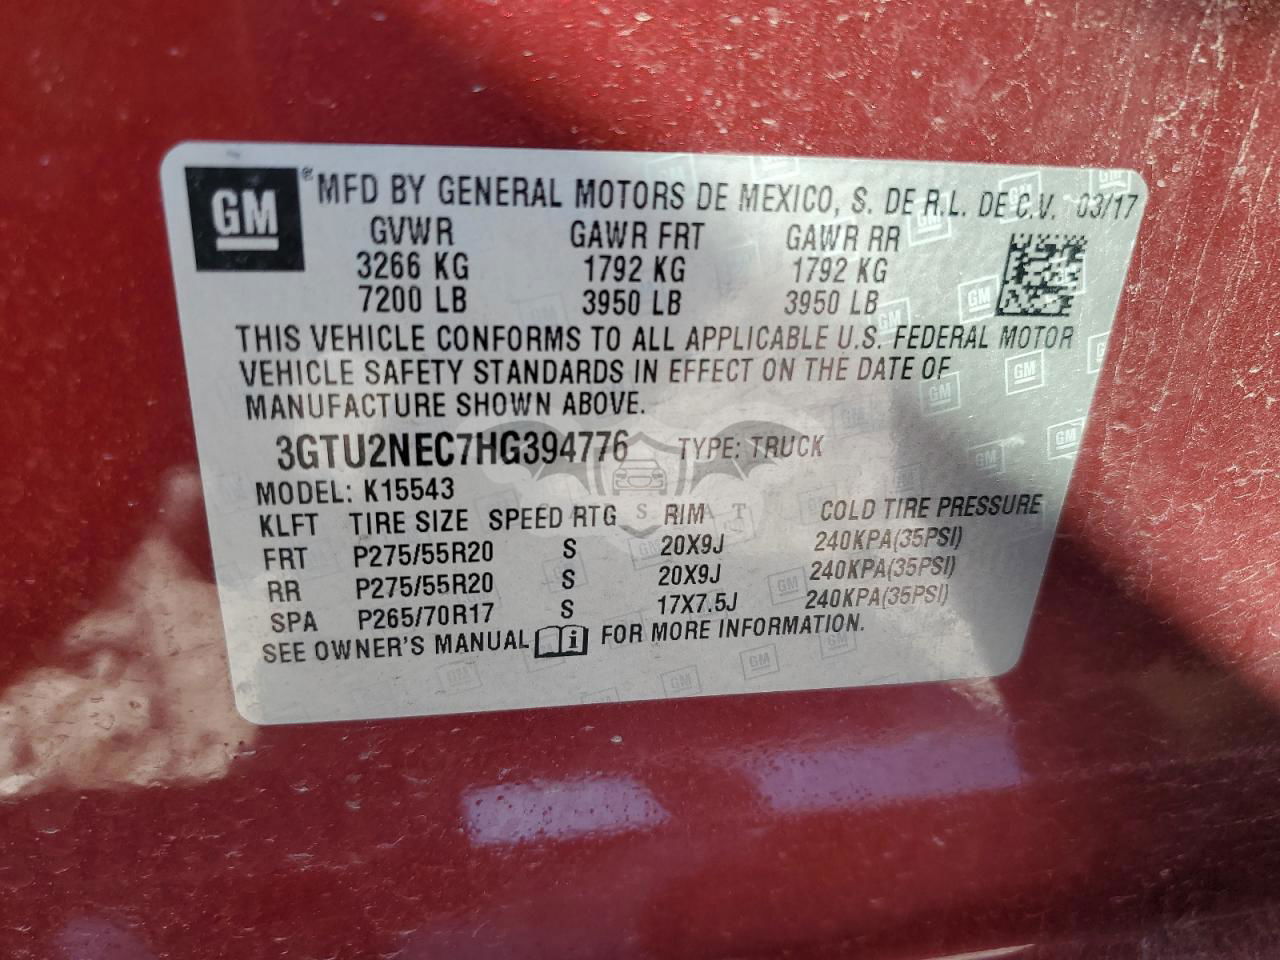 GM ® MFD BY GENERAL MOTORS DE MEXICO, S. DE R.L. DE C.V. 03/17
GVWR GAWR FRT GAWR RR
3266 KG 1792 KG 1792 KG
7200 LB 3950 LB 3950 LB
THIS VEHICLE CONFORMS TO ALL APPLICABLE U.S. FEDERAL MOTOR
VEHICLE SAFETY STANDARDS IN EFFECT ON THE DATE OF
MANUFACTURE SHOWN ABOVE.
3GTU2NEC7HG394776 TYPE: TRUCK
MODEL: K15543
KLFT TIRE SIZE SPEED RTG RIM COLD TIRE PRESSURE
FRT P275/55R20 S 20X9J 240KPA(35PSI)
RR P275/55R20 S 20X9J 240KPA(35PSI)
SPA P265/70R17 S 17X7.5J 240KPA(35PSI)
SEE OWNER'S MANUAL i FOR MORE INFORMATION.